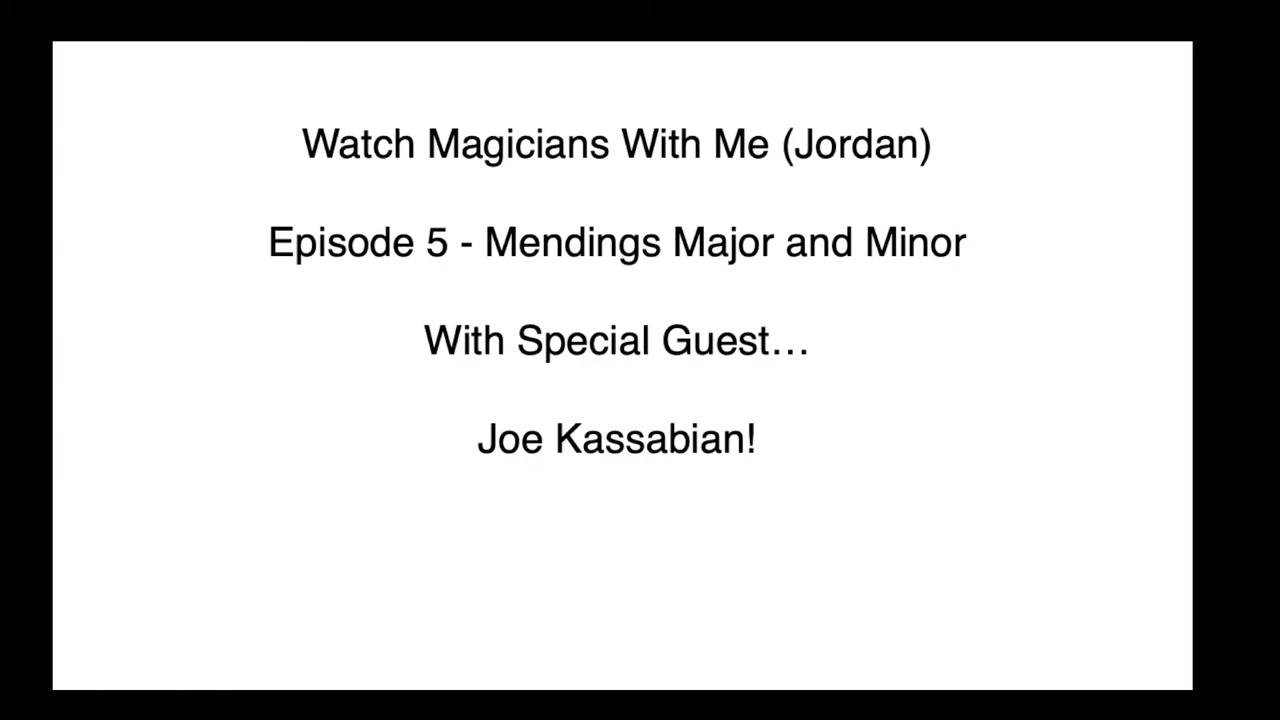 Watch Magicians With Me (Jordan)
Episode 5 - Mendings Major and Minor
With Special Guest…
Joe Kassabian!